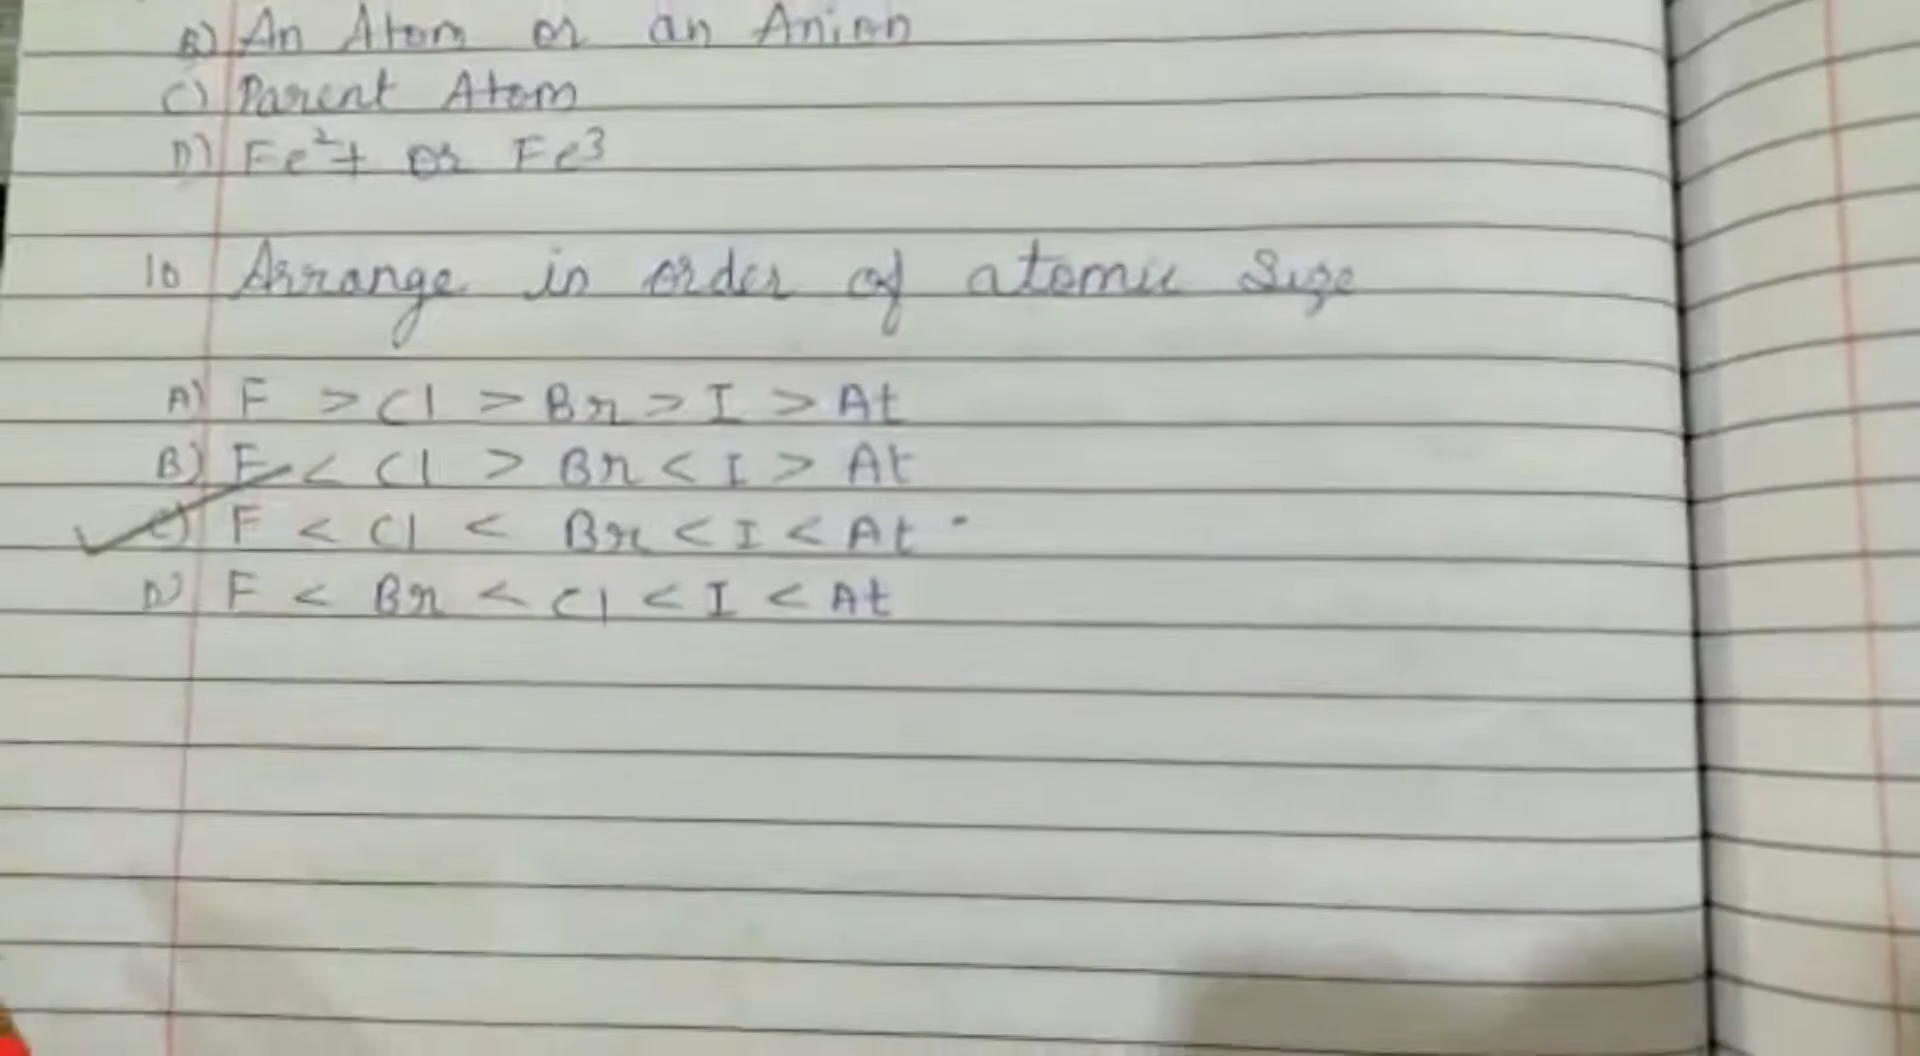 B) An Atom or an Anion
C) Parent Atom
D) Fe²+ or Fe3
10 Arrange in order of atomic Size
A) F > Cl > Br > I > At
B) F < Cl > Br < I > At
C) F < Cl < Br < I < At
D) F < Br < Cl < I < At